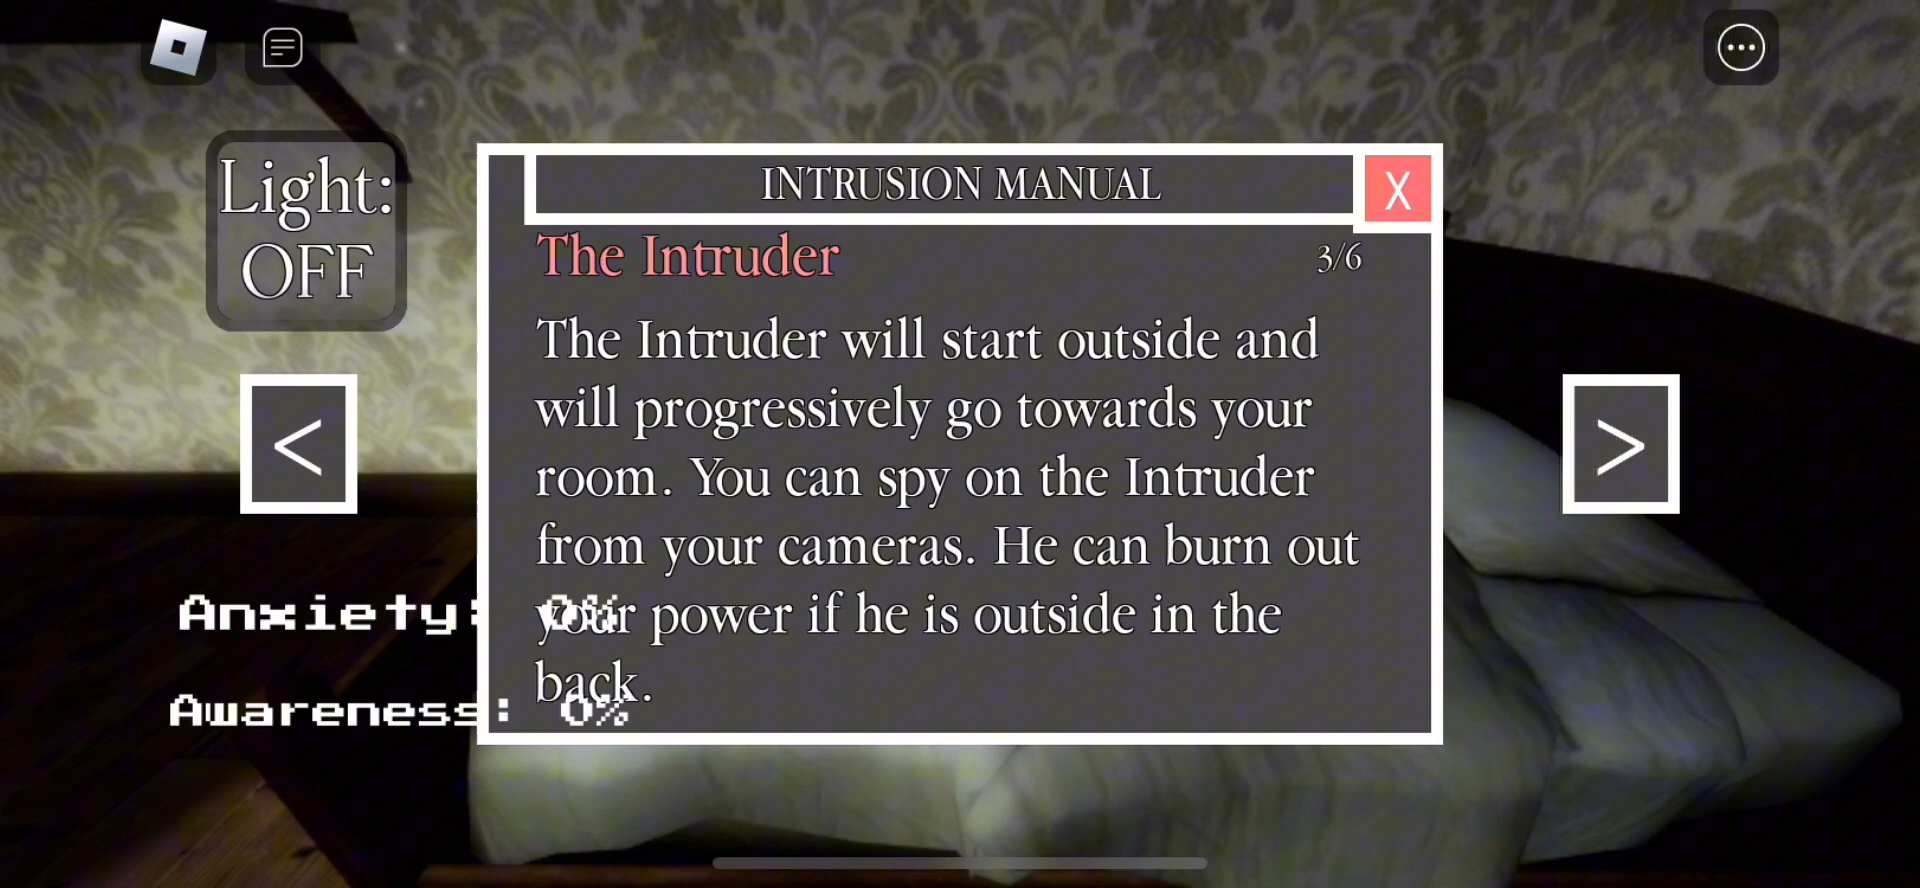 Light:
OFF
INTRUSION MANUAL
X
The Intruder
3/6
The Intruder will start outside and
will progressively go towards your
room. You can spy on the Intruder
from your cameras. He can burn out
your power if he is outside in the
back.
<
>
Anxiety: 0%
Awareness: 0%